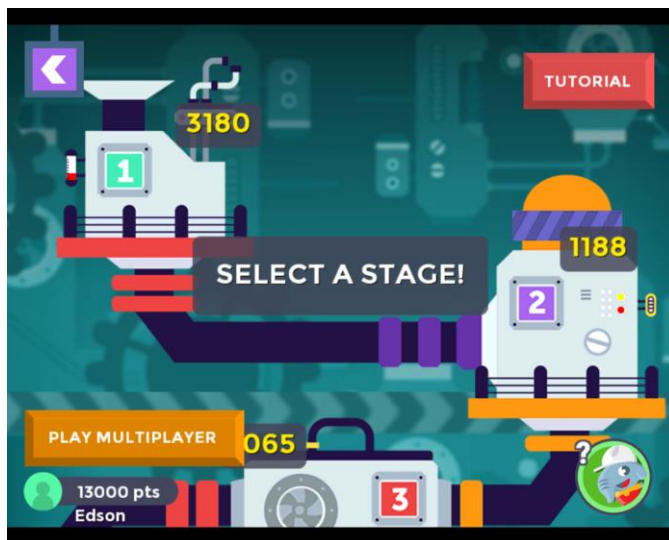 TUTORIAL
3180
1
1188
SELECT A STAGE!
2
PLAY MULTIPLAYER
065
3
?
13000 pts
Edson